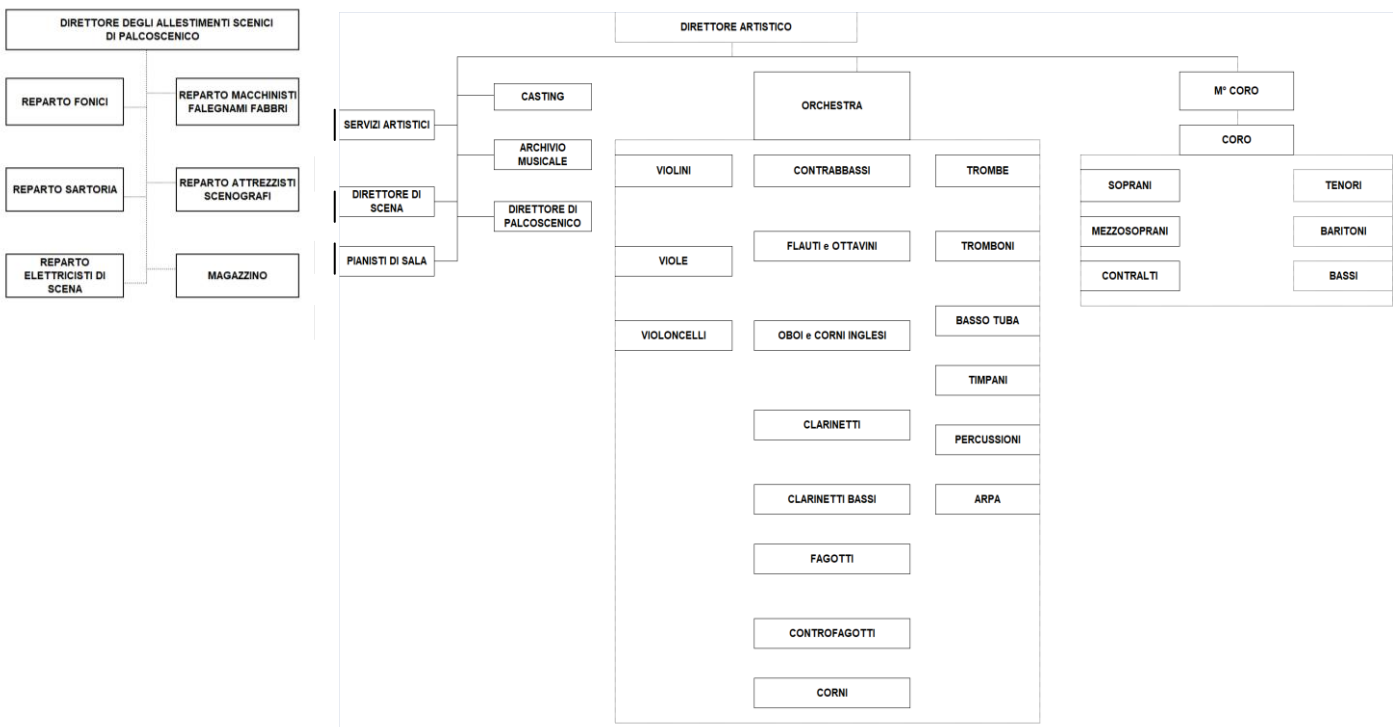 DIRETTORE DEGLI ALLESTIMENTI SCENICI
DI PALCOSCENICO
REPARTO FONICI
REPARTO MACCHINISTI
FALEGNAMI FABBRI
REPARTO SARTORIA
REPARTO ATTREZZISTI
SCENOGRAFI
REPARTO
ELETTRICISTI DI
SCENA
MAGAZZINO
DIRETTORE ARTISTICO
CASTING
SERVIZI ARTISTICI
ARCHIVIO
MUSICALE
DIRETTORE DI
SCENA
DIRETTORE DI
PALCOSCENICO
PIANISTI DI SALA
ORCHESTRA
VIOLINI
VIOLE
VIOLONCELLI
CONTRABBASSI
FLAUTI e OTTAVINI
OBOI e CORNI INGLESI
CLARINETTI
CLARINETTI BASSI
FAGOTTI
CONTROFAGOTTI
CORNI
TROMBE
TROMBONI
BASSO TUBA
TIMPANI
PERCUSSIONI
ARPA
M° CORO
CORO
SOPRANI
MEZZOSOPRANI
CONTRALTI
TENORI
BARITONI
BASSI